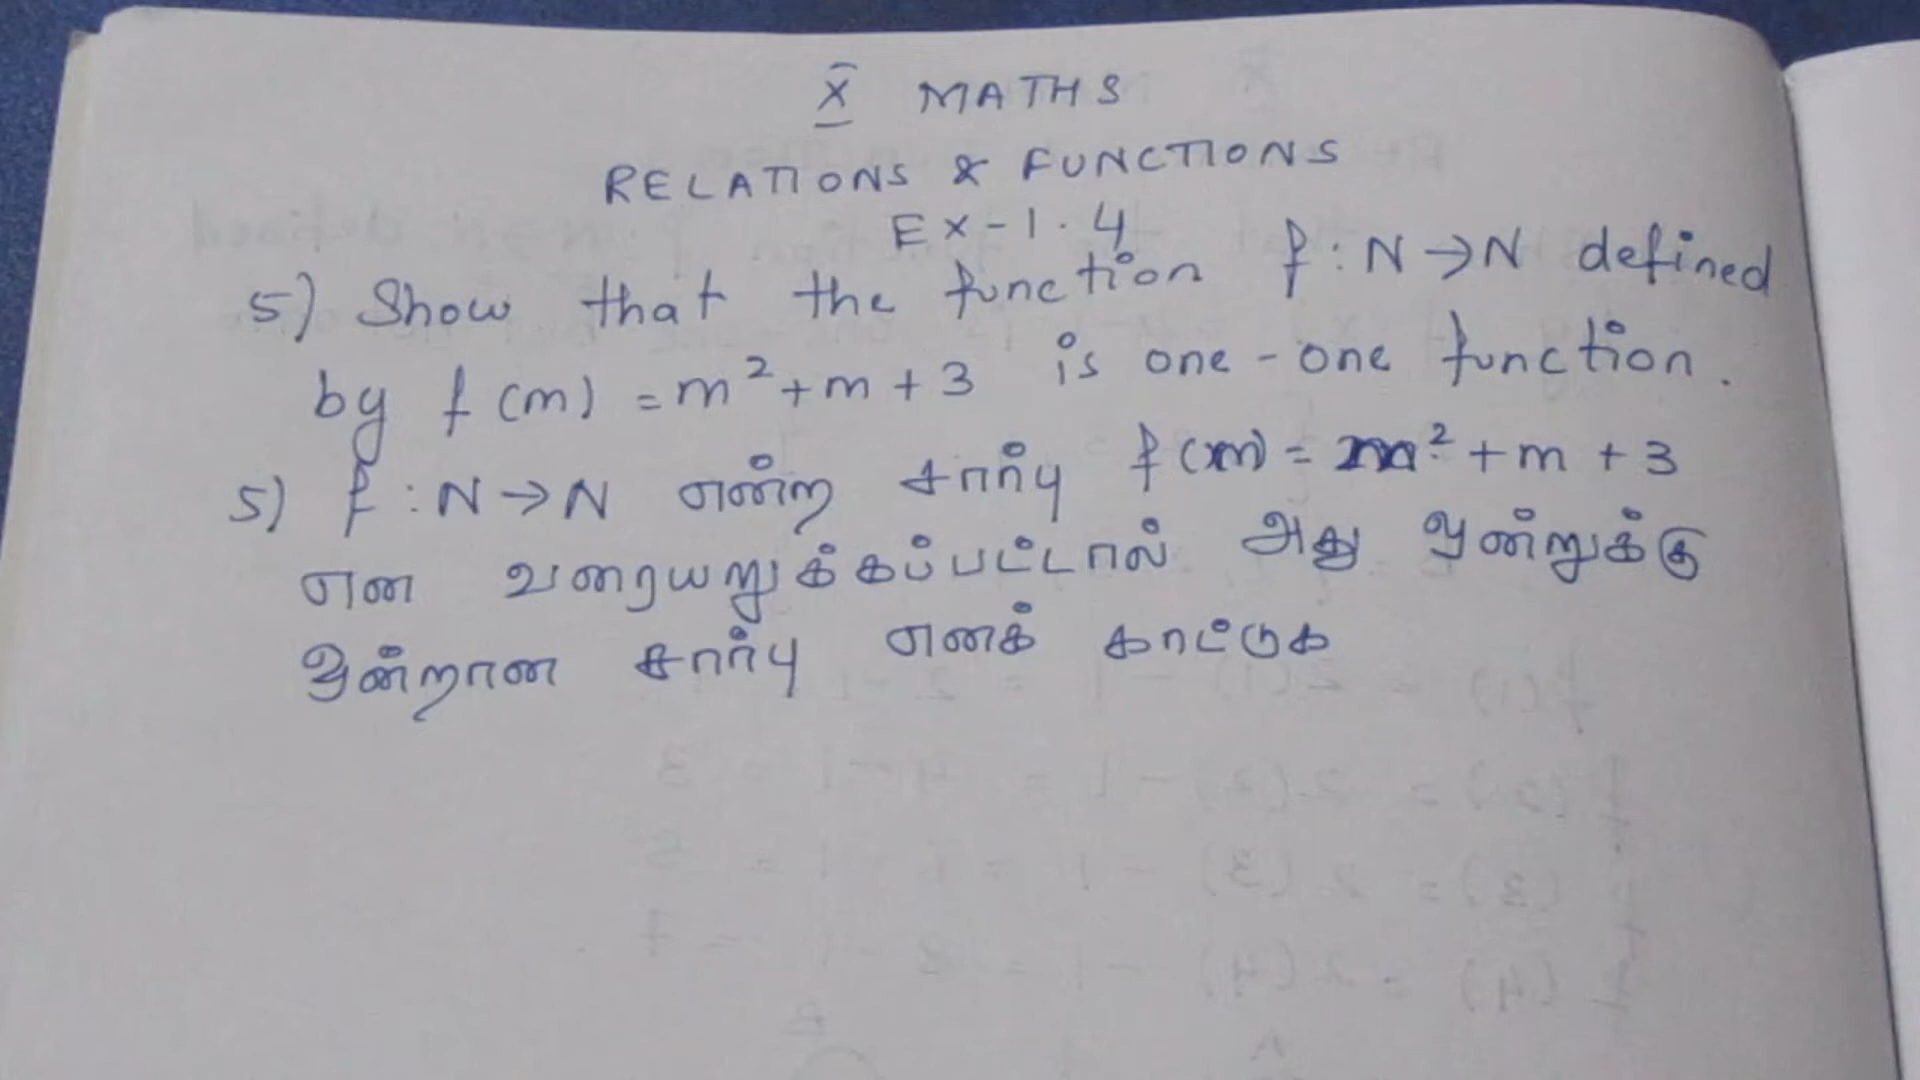 X MATHS
RELATIONS & FUNCTIONS
EX-1.4
5) Show that the function f:N→N defined
by f(m) = m²+m+3 is one-one function.
5) f:N→N என்ற சார்பு f(m) = m²+m+3
என வரையறுக்கப்பட்டால் அது ஒன்றுக்கு
ஒன்றான சார்பு எனக் காட்டுக